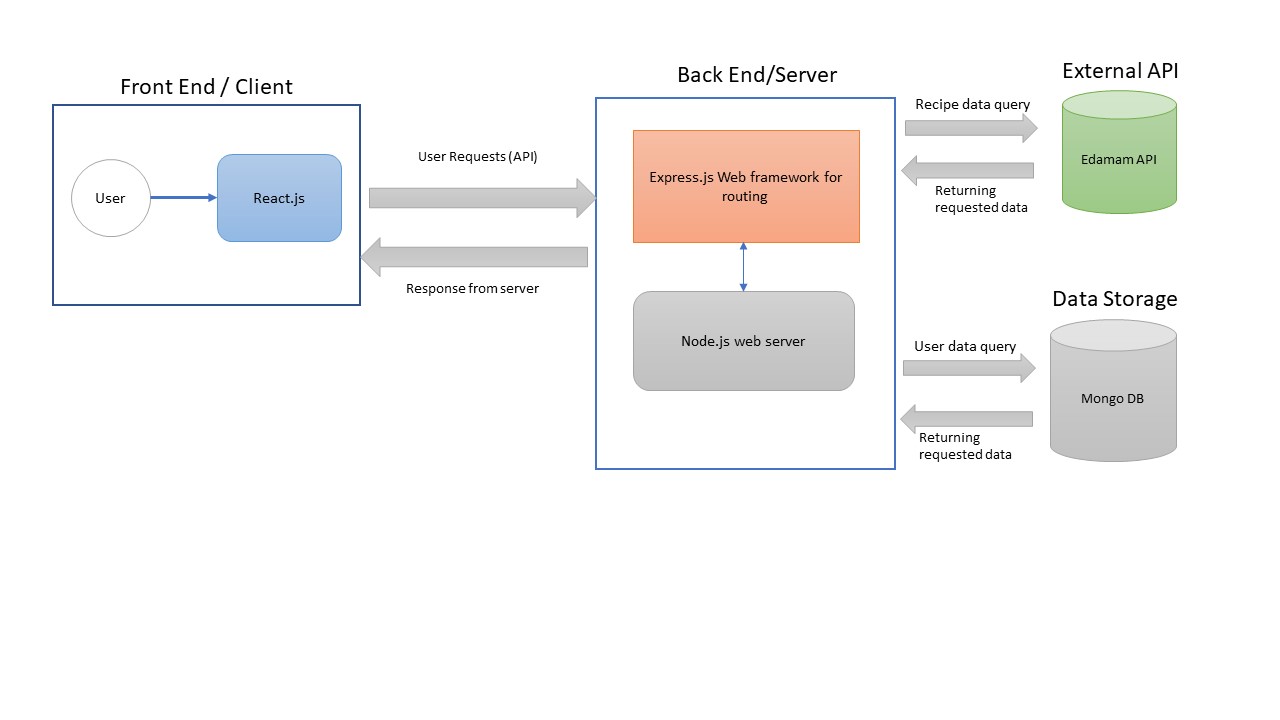 Front End / Client
User
React.js
User Requests (API)
Response from server
Back End/Server
Express.js Web framework for
routing
Node.js web server
Recipe data query
Returning
requested data
External API
Edamam API
Data Storage
User data query
Returning
requested data
Mongo DB